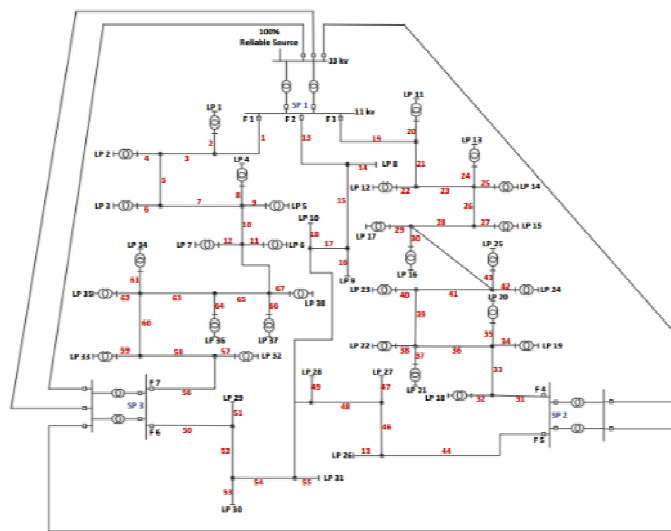 100%
Reliable Source
33 kv
SP 1
11 kv
F 1
F 2
F 3
LP 1
LP 11
1
13
19
20
2
LP 2
4
3
LP 4
14
LP 8
21
LP 13
5
8
15
24
LP 12
22
23
25
LP 14
LP 3
6
7
9
LP 5
26
LP 10
10
18
LP 17
29
28
27
LP 15
30
LP 7
12
11
LP 6
17
LP 25
LP 34
16
LP 16
LP 9
43
61
LP 35
62
63
65
67
LP 38
LP 23
40
41
42
LP 24
LP 20
64
66
39
60
35
LP 36
LP 37
LP 22
38
37
36
34
LP 19
LP 33
59
58
57
LP 32
LP 21
33
LP 28
LP 27
F 7
56
LP 29
49
47
LP 18
32
31
F 4
SP 3
51
48
SP 2
F 6
50
46
F 5
52
LP 26
44
54
55
LP 31
53
LP 30